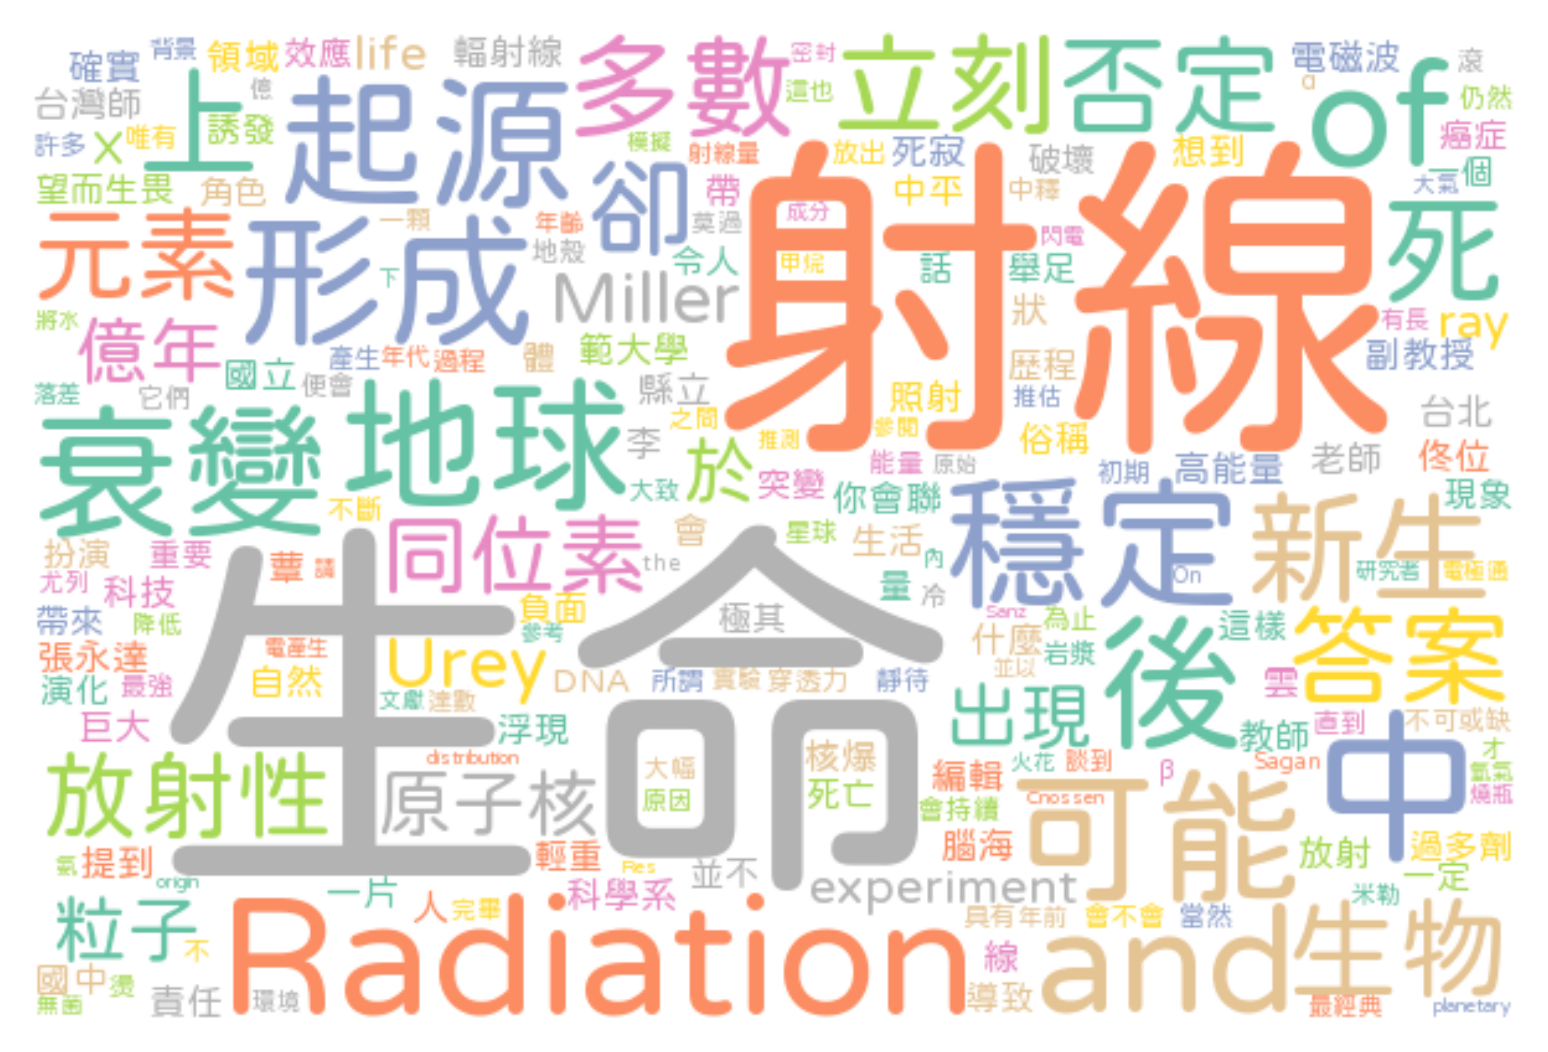 確實 背景 領域 效應 life 輻射線 多數 密封 立刻 否定 電磁波 滾
台灣師 上 億 起源 這也 α of 仍然
許多 X 唯有 誘發 模擬 射線量 放出 死寂 破壞 想到 癌症
望而生畏 角色 卻 帶 射線 中平 中釋 大氣 一個
元素 形成 一顆 年齡 地殼 莫過 成分 閃電 死
下 令人 甲烷 話 舉足
將水 億年 Miller 狀 有長 ray
國立 產生 年代 過程 體 範大學 歷程 副教授
落差 它們 便會 縣立 照射 推估
衰變 地球 李 之間 推測 參閱 俗稱 台北
大致 於 突變 能量 原始 初期 高能量 老師 佟位
不斷 你會聯 穩定 新生 現象
扮演 重要 同位素 會 星球 生活
尤列 科技 蕈 請 the 量 內 冷 On 研究者 電極通
帶來 降低 生命 負面 參考 極其 Sanz 什麼 為止 後 這樣 答案
張永達 電產生 Urey 並以 岩漿
演化 最強 自然 DNA 所謂 實驗 穿透力 靜待 雲
巨大 文獻 達數 浮現 出現 教師 直到 不可或缺
放射性 distribution 大幅 核爆 編輯 火花 談到 β Sagan 中 才
原子核 原因 死亡 會持續 Cnossen 可能 氫氣 燒瓶
氣 提到 輕重 Res 並不 腦海 放射 過多劑
origin 一片 科學系 experiment 一定 米勒
粒子 不 人 完畢 具有 年前 會不會 當然 生物
國中 燙 Radiation 線 and
無菌 責任 環境 導致 最經典 planetary